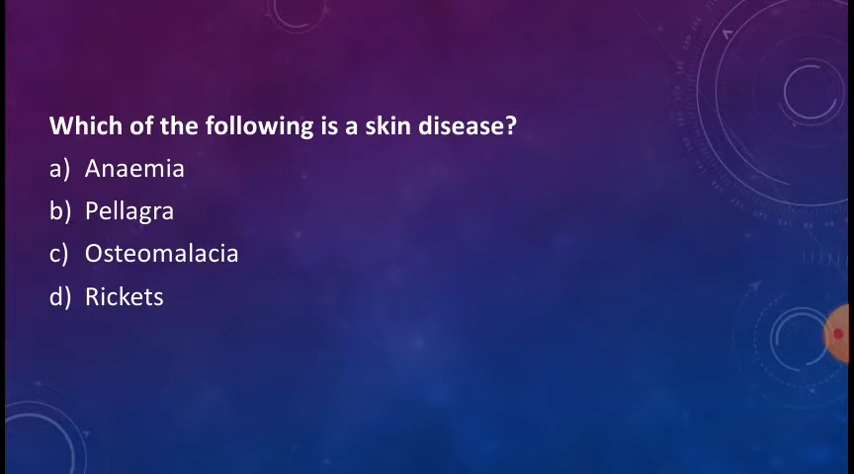 Which of the following is a skin disease?
a) Anaemia
b) Pellagra
c) Osteomalacia
d) Rickets